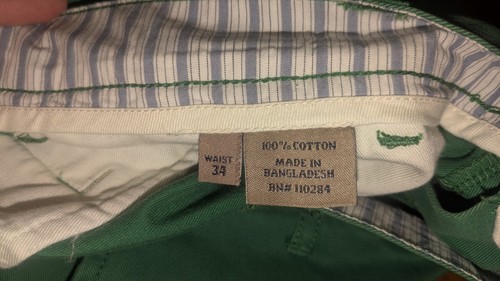 WAIST
34
100% COTTON
MADE IN
BANGLADESH
RN# 110284